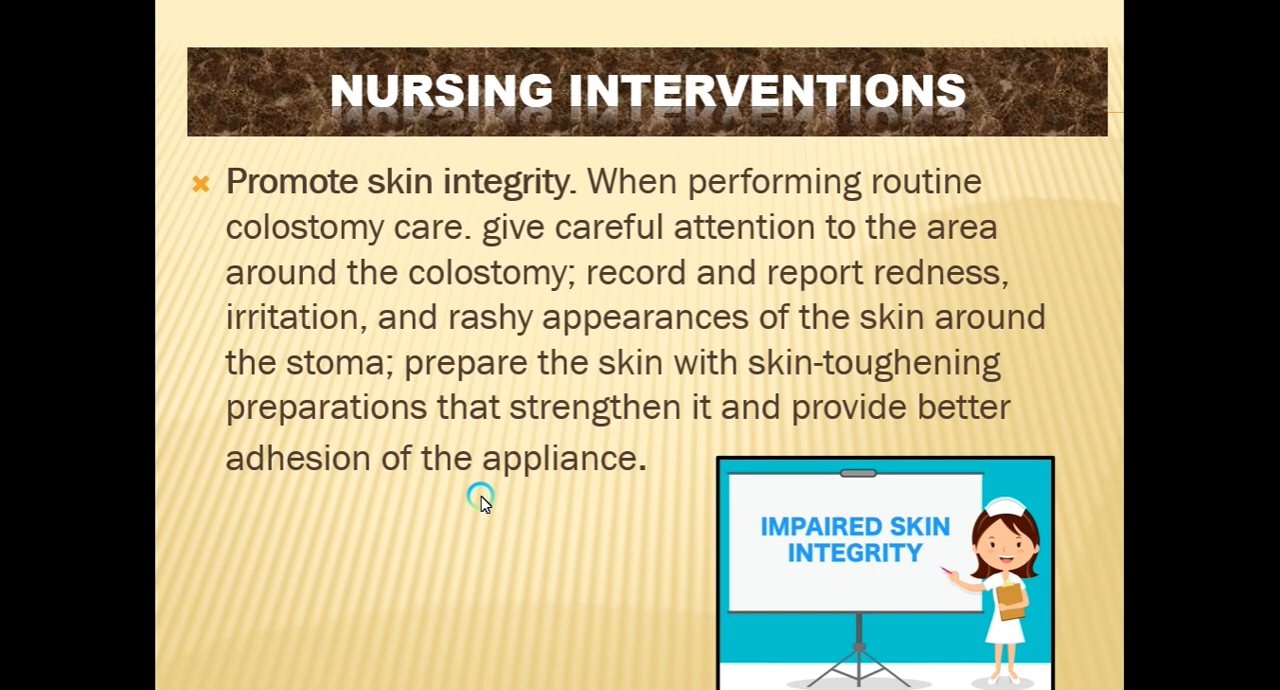 NURSING INTERVENTIONS
Promote skin integrity. When performing routine
colostomy care. give careful attention to the area
around the colostomy; record and report redness,
irritation, and rashy appearances of the skin around
the stoma; prepare the skin with skin-toughening
preparations that strengthen it and provide better
adhesion of the appliance.
IMPAIRED SKIN
INTEGRITY